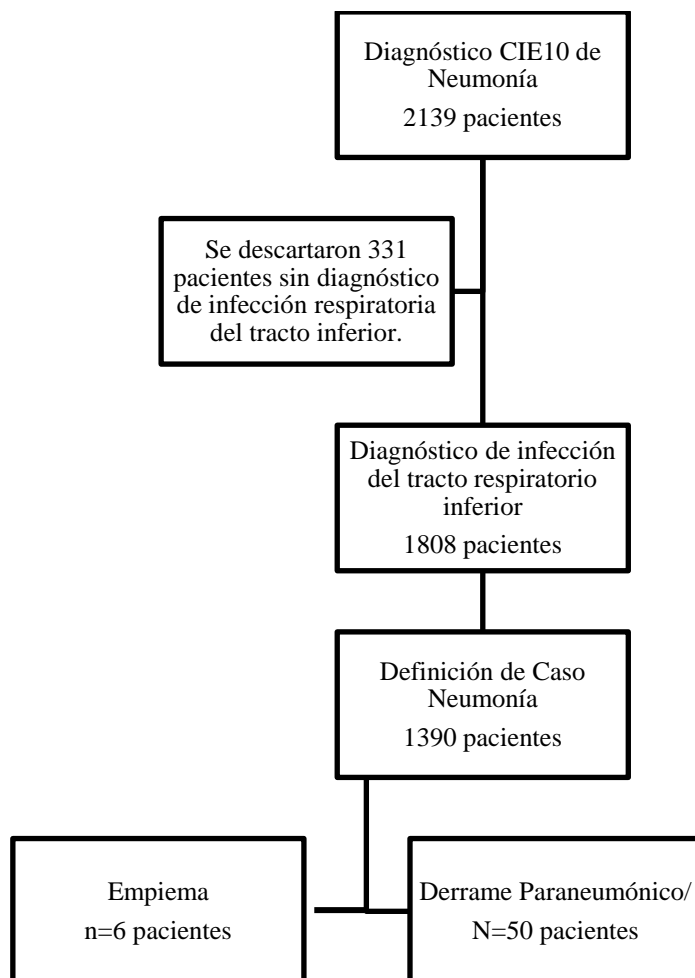 Diagnóstico CIE10 de
Neumonía
2139 pacientes
Se descartaron 331
pacientes sin diagnóstico
de infección respiratoria
del tracto inferior.
Diagnóstico de infección
del tracto respiratorio
inferior
1808 pacientes
Definición de Caso
Neumonía
1390 pacientes
Empiema
n=6 pacientes
Derrame Paraneumónico/
N=50 pacientes